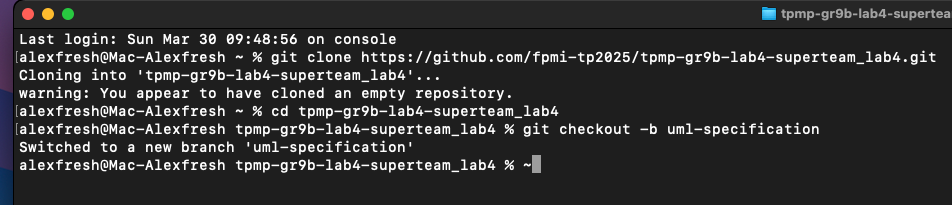 tpmp-gr9b-lab4-supertea
Last login: Sun Mar 30 09:48:56 on console
[alexfresh@Mac-Alexfresh ~ % git clone https://github.com/fpmi-tp2025/tpmp-gr9b-lab4-superteam_lab4.git
Cloning into 'tpmp-gr9b-lab4-superteam_lab4'...
warning: You appear to have cloned an empty repository.
[alexfresh@Mac-Alexfresh ~ % cd tpmp-gr9b-lab4-superteam_lab4
[alexfresh@Mac-Alexfresh tpmp-gr9b-lab4-superteam_lab4 % git checkout -b uml-specification
Switched to a new branch 'uml-specification'
alexfresh@Mac-Alexfresh tpmp-gr9b-lab4-superteam_lab4 % ~